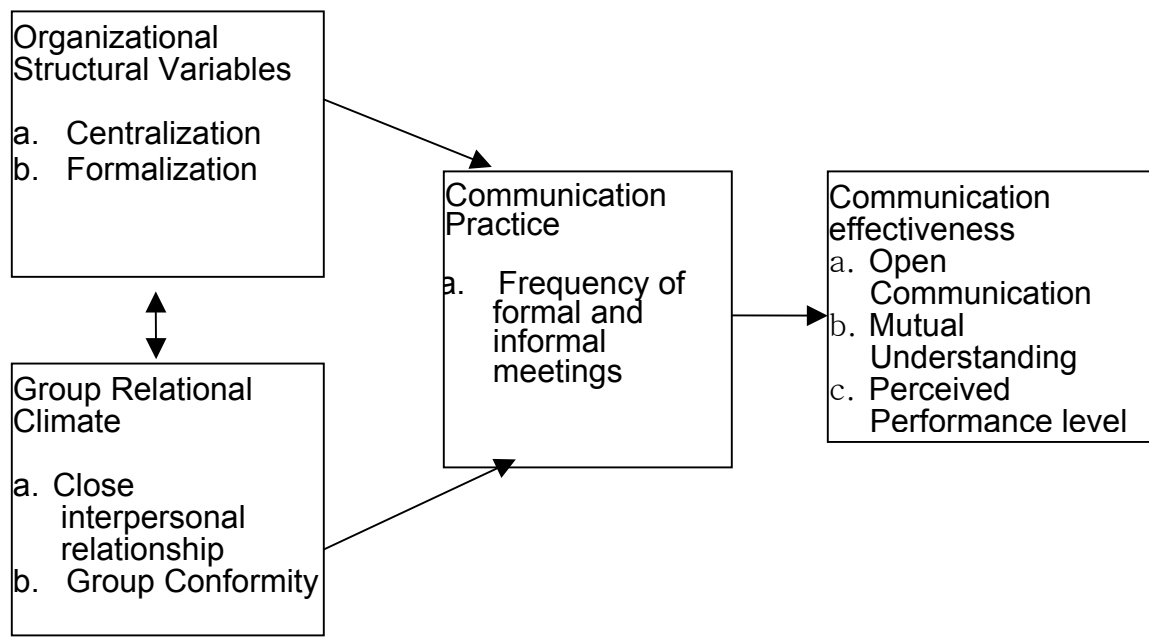 Organizational
Structural Variables
a. Centralization
b. Formalization
Group Relational
Climate
a. Close
interpersonal
relationship
b. Group Conformity
Communication
Practice
a. Frequency of
formal and
informal
meetings
Communication
effectiveness
a. Open
Communication
b. Mutual
Understanding
c. Perceived
Performance level